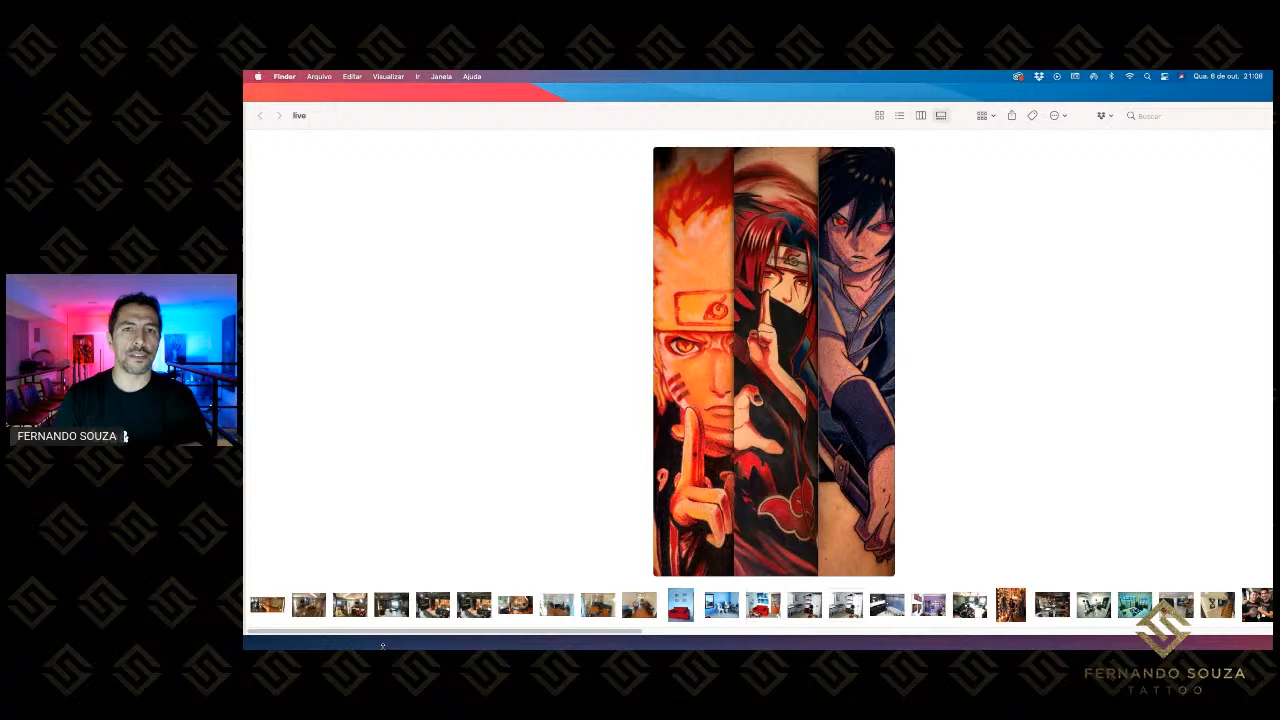 Finder Arquivo Editar Visualizar Ir Janela Ajuda
Qua. 6 de out. 21:08
live
Buscar
FERNANDO SOUZA
FERNANDO SOUZA
TATTOO